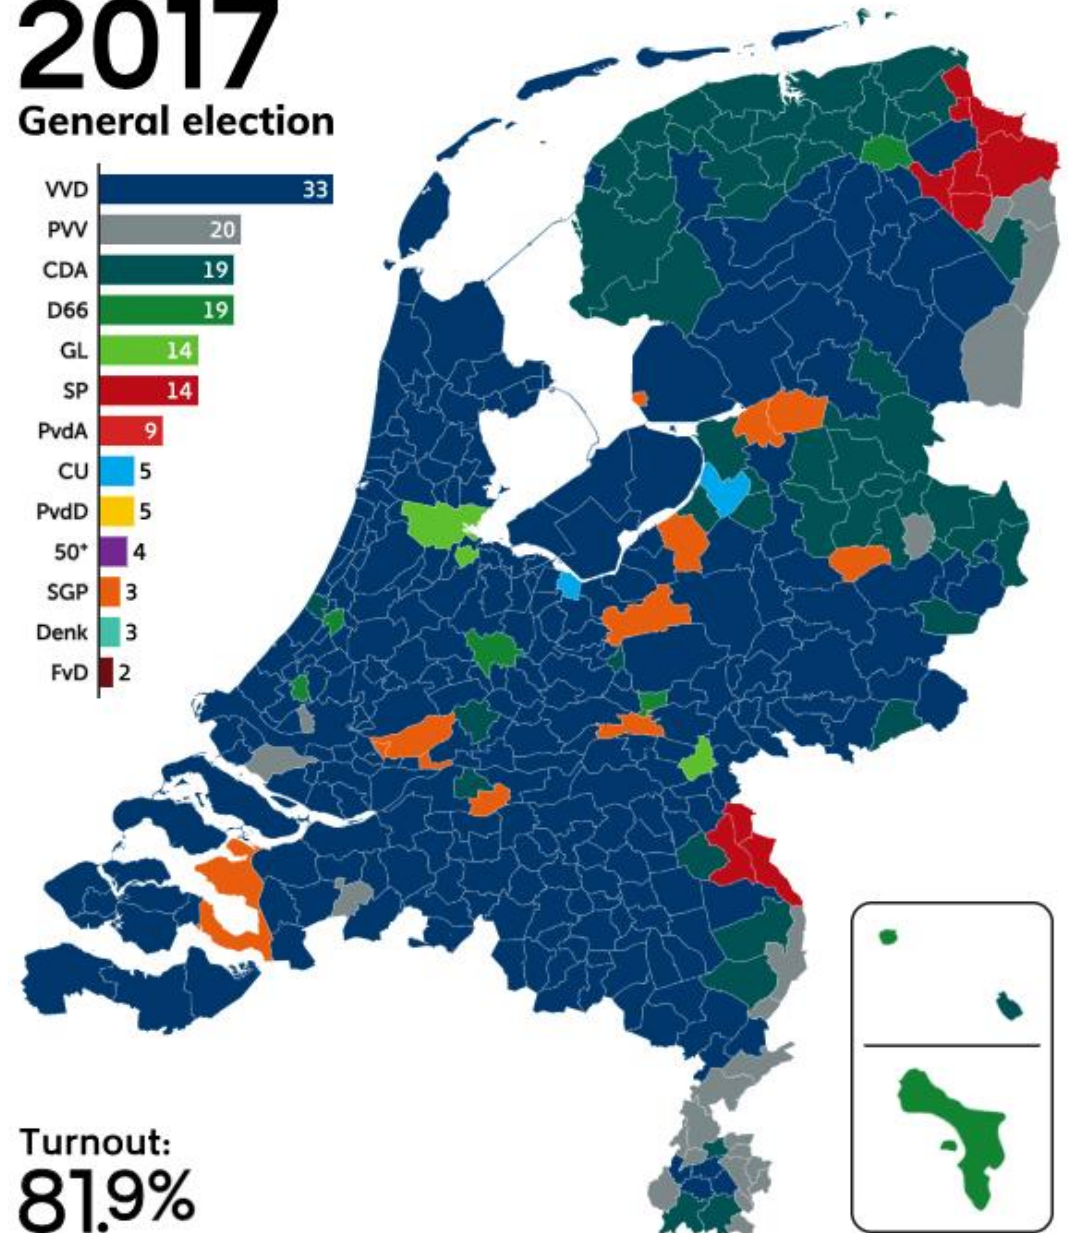 2017
General election
VVD 33
PVV 20
CDA 19
D66 19
GL 14
SP 14
PvdA 9
CU 5
PvdD 5
50+ 4
SGP 3
Denk 3
FvD 2
Turnout:
81.9%